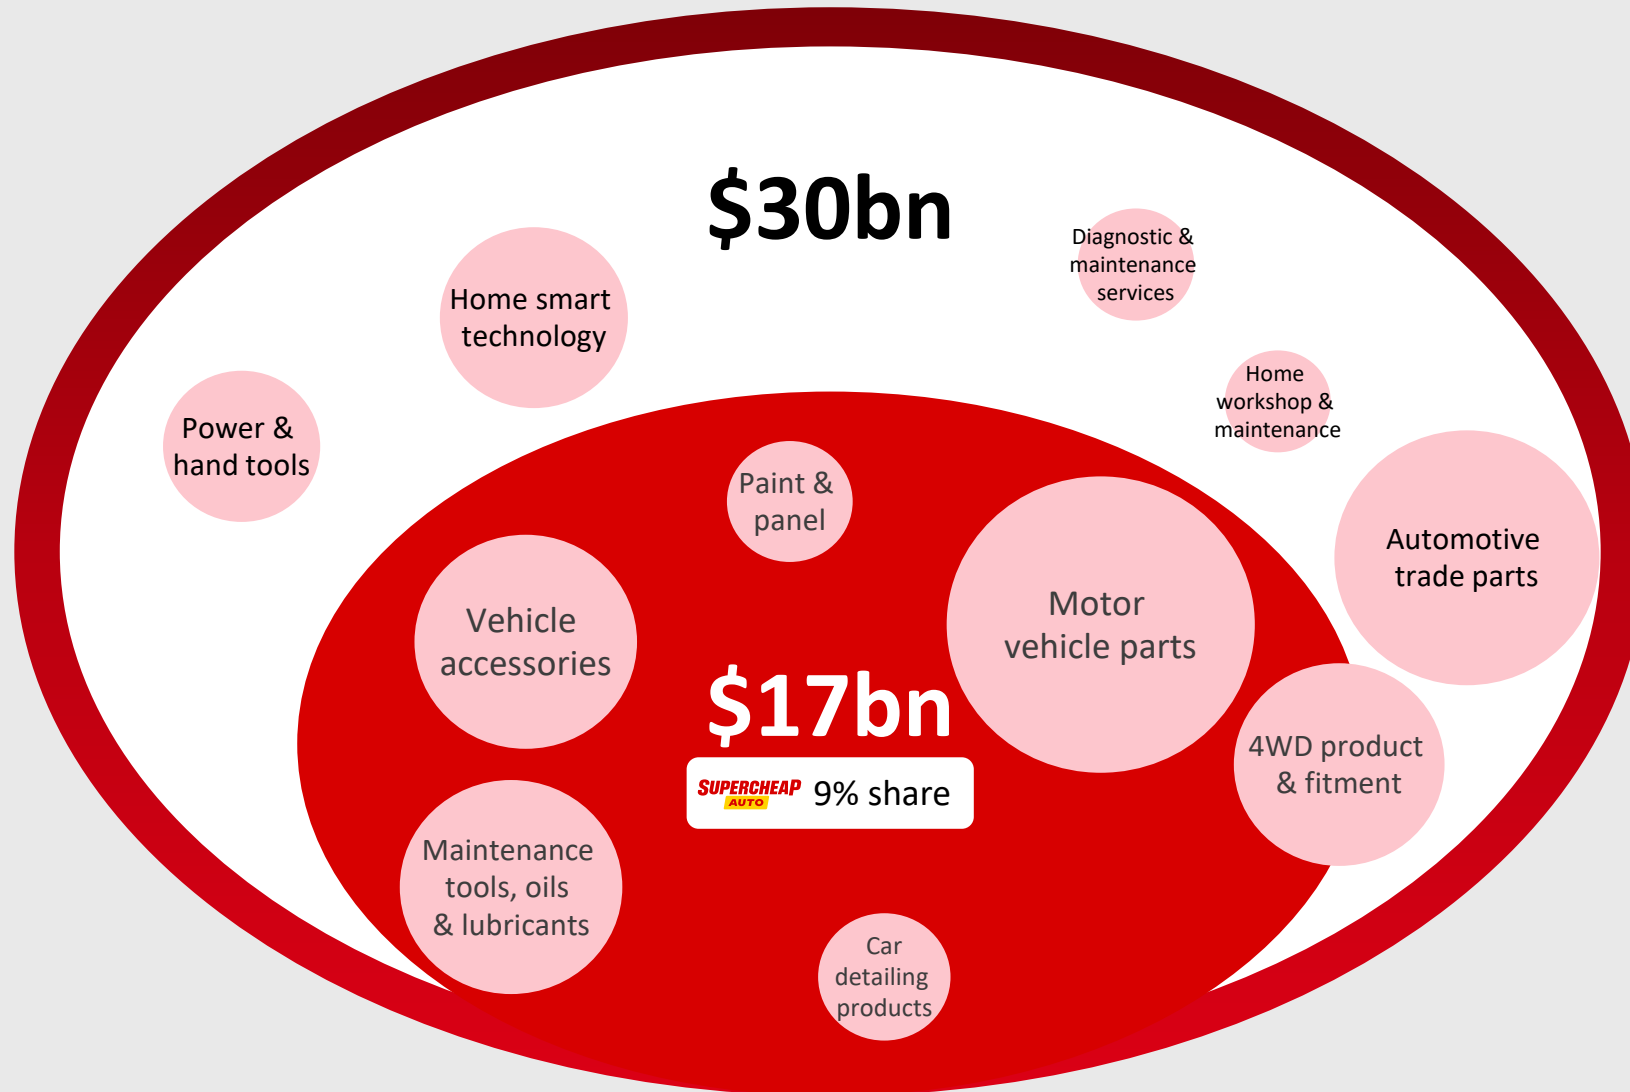 $30bn
Diagnostic &
maintenance
services
Home smart
technology
Home
workshop &
maintenance
Power &
hand tools
Paint &
panel
Automotive
trade parts
Motor
vehicle parts
Vehicle
accessories
$17bn
SUPERCHEAP
AUTO
9% share
4WD product
& fitment
Maintenance
tools, oils
& lubricants
Car
detailing
products